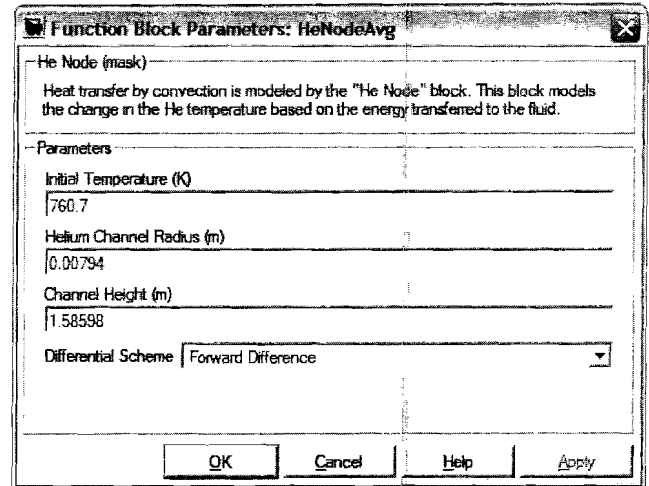 Function Block Parameters: HeNodeAvg
He Node (mask)
Heat transfer by convection is modeled by the "He Node" block. This block models
the change in the He temperature based on the energy transferred to the fluid.
Parameters
Initial Temperature (K)
760.7
Helium Channel Radius (m)
0.00794
Channel Height (m)
1.58598
Differential Scheme Forward Difference
OK Cancel Help Apply